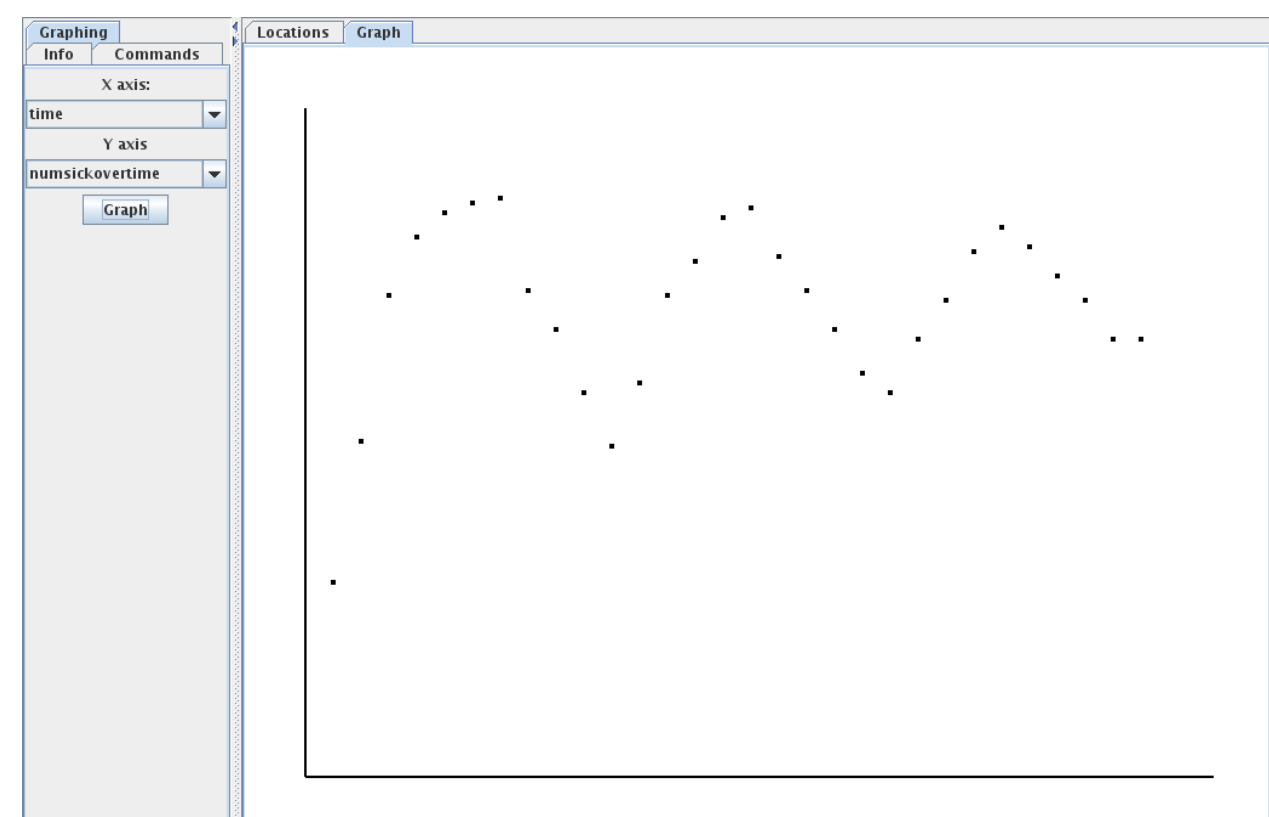 Graphing
Info Commands
X axis:
time
Y axis
numsickovertime
Graph
Locations Graph